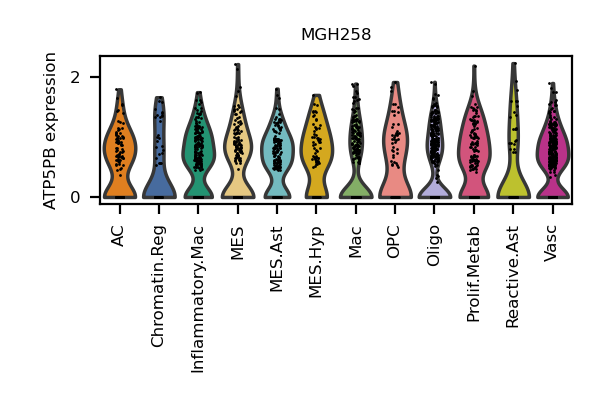 MGH258
ATP5PB expression
2
0
AC
Chromatin.Reg
Inflammatory.Mac
MES
MES.Ast
MES.Hyp
Mac
OPC
Oligo
Prolif.Metab
Reactive.Ast
Vasc